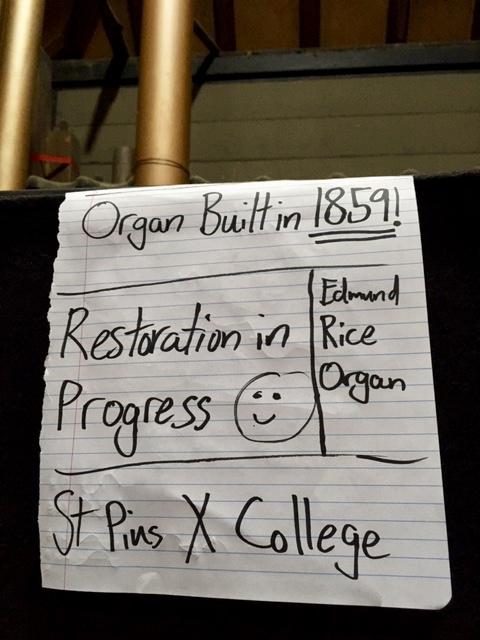 Organ Built in 1859!
Restoration in
Progress
Edmund
Rice
Organ
St Pius X College